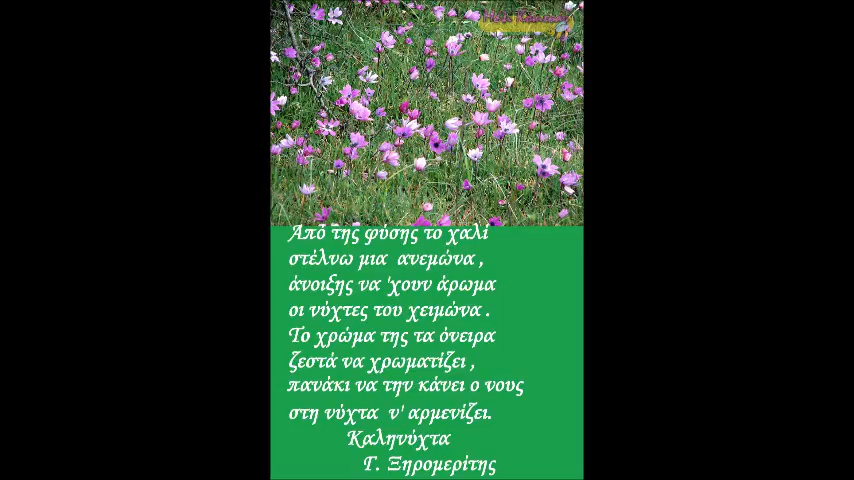 Από της φύσης το χαλί
στέλνω μια ανεμώνα ,
άνοιξης να 'χουν άρωμα
οι νύχτες του χειμώνα .
Το χρώμα της τα όνειρα
ζεστά να χρωματίζει ,
πανάκι να την κάνει ο νους
στη νύχτα ν' αρμενίζει.
Καληνύχτα
Γ. Ξηρομερίτης